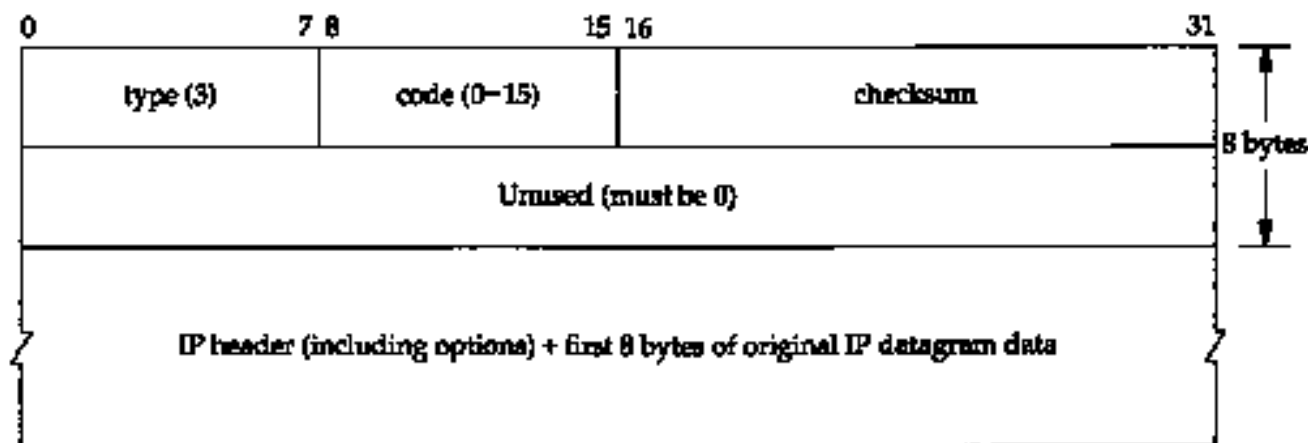 0 7 8 15 16 31
type (3) code (0-15) checksum
8 bytes
Unused (must be 0)
IP header (including options) + first 8 bytes of original IP datagram data